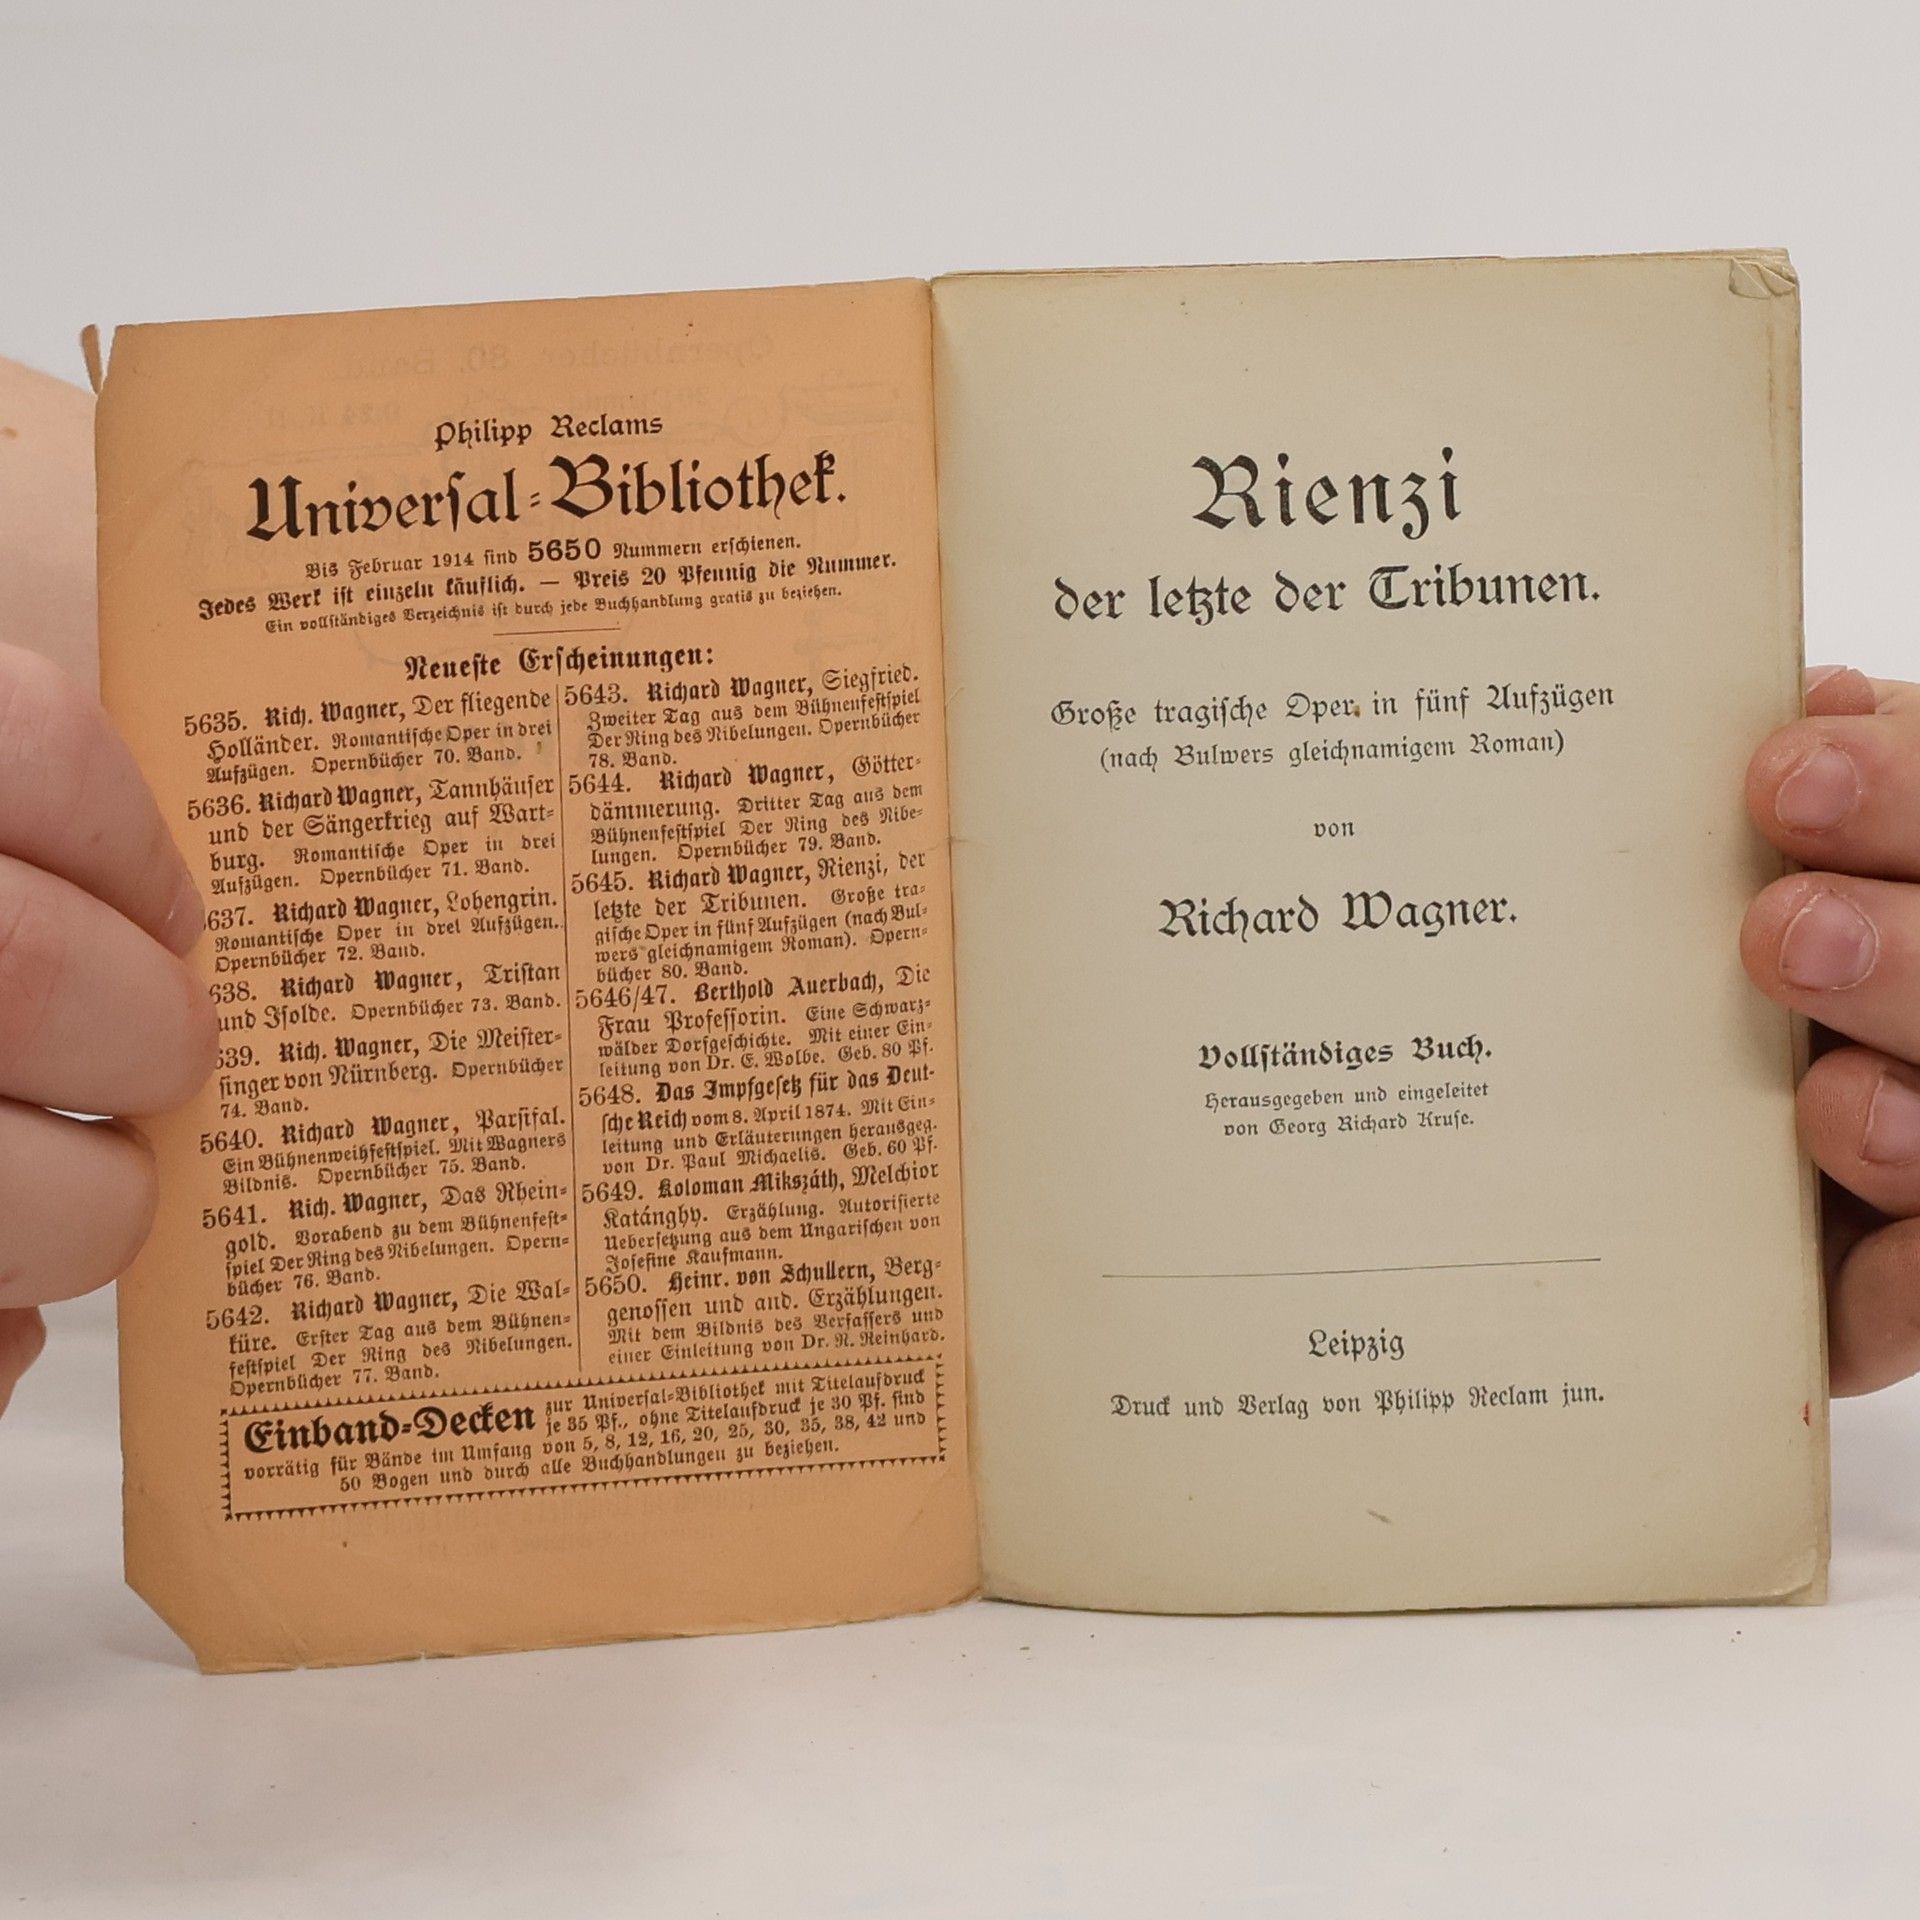 Philipp Reclams
Universal-Bibliothek.
Bis Februar 1914 sind 5650 Nummern erschienen.
Jedes Werk ist einzeln käuflich. — Preis 20 Pfennig die Nummer.
Ein vollständiges Verzeichnis ist durch jede Buchhandlung gratis zu beziehen.
Neueste Erscheinungen:
5635. Rich. Wagner, Der fliegende
Holländer. Romantische Oper in drei
Aufzügen. Opernbücher 70. Band.
5636. Richard Wagner, Tannhäuser
und der Sängerkrieg auf Wart-
burg. Romantische Oper in drei
Aufzügen. Opernbücher 71. Band.
637. Richard Wagner, Lohengrin.
Romantische Oper in drei Aufzügen.
Opernbücher 72. Band.
638. Richard Wagner, Tristan
und Isolde. Opernbücher 73. Band.
639. Rich. Wagner, Die Meister-
singer von Nürnberg. Opernbücher
74. Band.
5640. Richard Wagner, Parsifal.
Ein Bühnenweihfestspiel. Mit Wagners
Bildnis. Opernbücher 75. Band.
5641. Rich. Wagner, Das Rhein-
gold. Vorabend zu dem Bühnenfest-
spiel Der Ring des Nibelungen. Opern-
bücher 76. Band.
5642. Richard Wagner, Die Wal-
küre. Erster Tag aus dem Bühnen-
festspiel Der Ring des Nibelungen.
Opernbücher 77. Band.
5643. Richard Wagner, Siegfried.
Zweiter Tag aus dem Bühnenfestspiel
Der Ring des Nibelungen. Opernbücher
78. Band.
5644. Richard Wagner, Götter-
dämmerung. Dritter Tag aus dem
Bühnenfestspiel Der Ring des Nibe-
lungen. Opernbücher 79. Band.
5645. Richard Wagner, Rienzi, der
letzte der Tribunen. Große tra-
gische Oper in fünf Aufzügen (nach Bul-
wers gleichnamigem Roman). Opern-
bücher 80. Band.
5646/47. Berthold Auerbach, Die
Frau Professorin. Eine Schwarz-
wälder Dorfgeschichte. Mit einer Ein-
leitung von Dr. E. Wolbe. Geb. 80 Pf.
5648. Das Impfgesetz für das Deut-
sche Reich vom 8. April 1874. Mit Ein-
leitung und Erläuterungen herausgeg.
von Dr. Paul Michaelis. Geb. 60 Pf.
5649. Koloman Mikszáth, Melchior
Katánghy. Erzählung. Autorisierte
Uebersetzung aus dem Ungarischen von
Josefine Kaufmann.
5650. Heinr. von Schullern, Berg-
genossen und and. Erzählungen.
Mit dem Bildnis des Verfassers und
einer Einleitung von Dr. R. Reinhard.
Einband-Decken zur Universal-Bibliothek mit Titelaufdruck
je 35 Pf., ohne Titelaufdruck je 30 Pf. sind
vorrätig für Bände im Umfang von 5, 8, 12, 16, 20, 25, 30, 35, 38, 42 und
50 Bogen und durch alle Buchhandlungen zu beziehen.
Rienzi
der letzte der Tribunen.
Große tragische Oper in fünf Aufzügen
(nach Bulwers gleichnamigem Roman)
von
Richard Wagner.
Vollständiges Buch.
Herausgegeben und eingeleitet
von Georg Richard Kruse.
Leipzig
Druck und Verlag von Philipp Reclam jun.